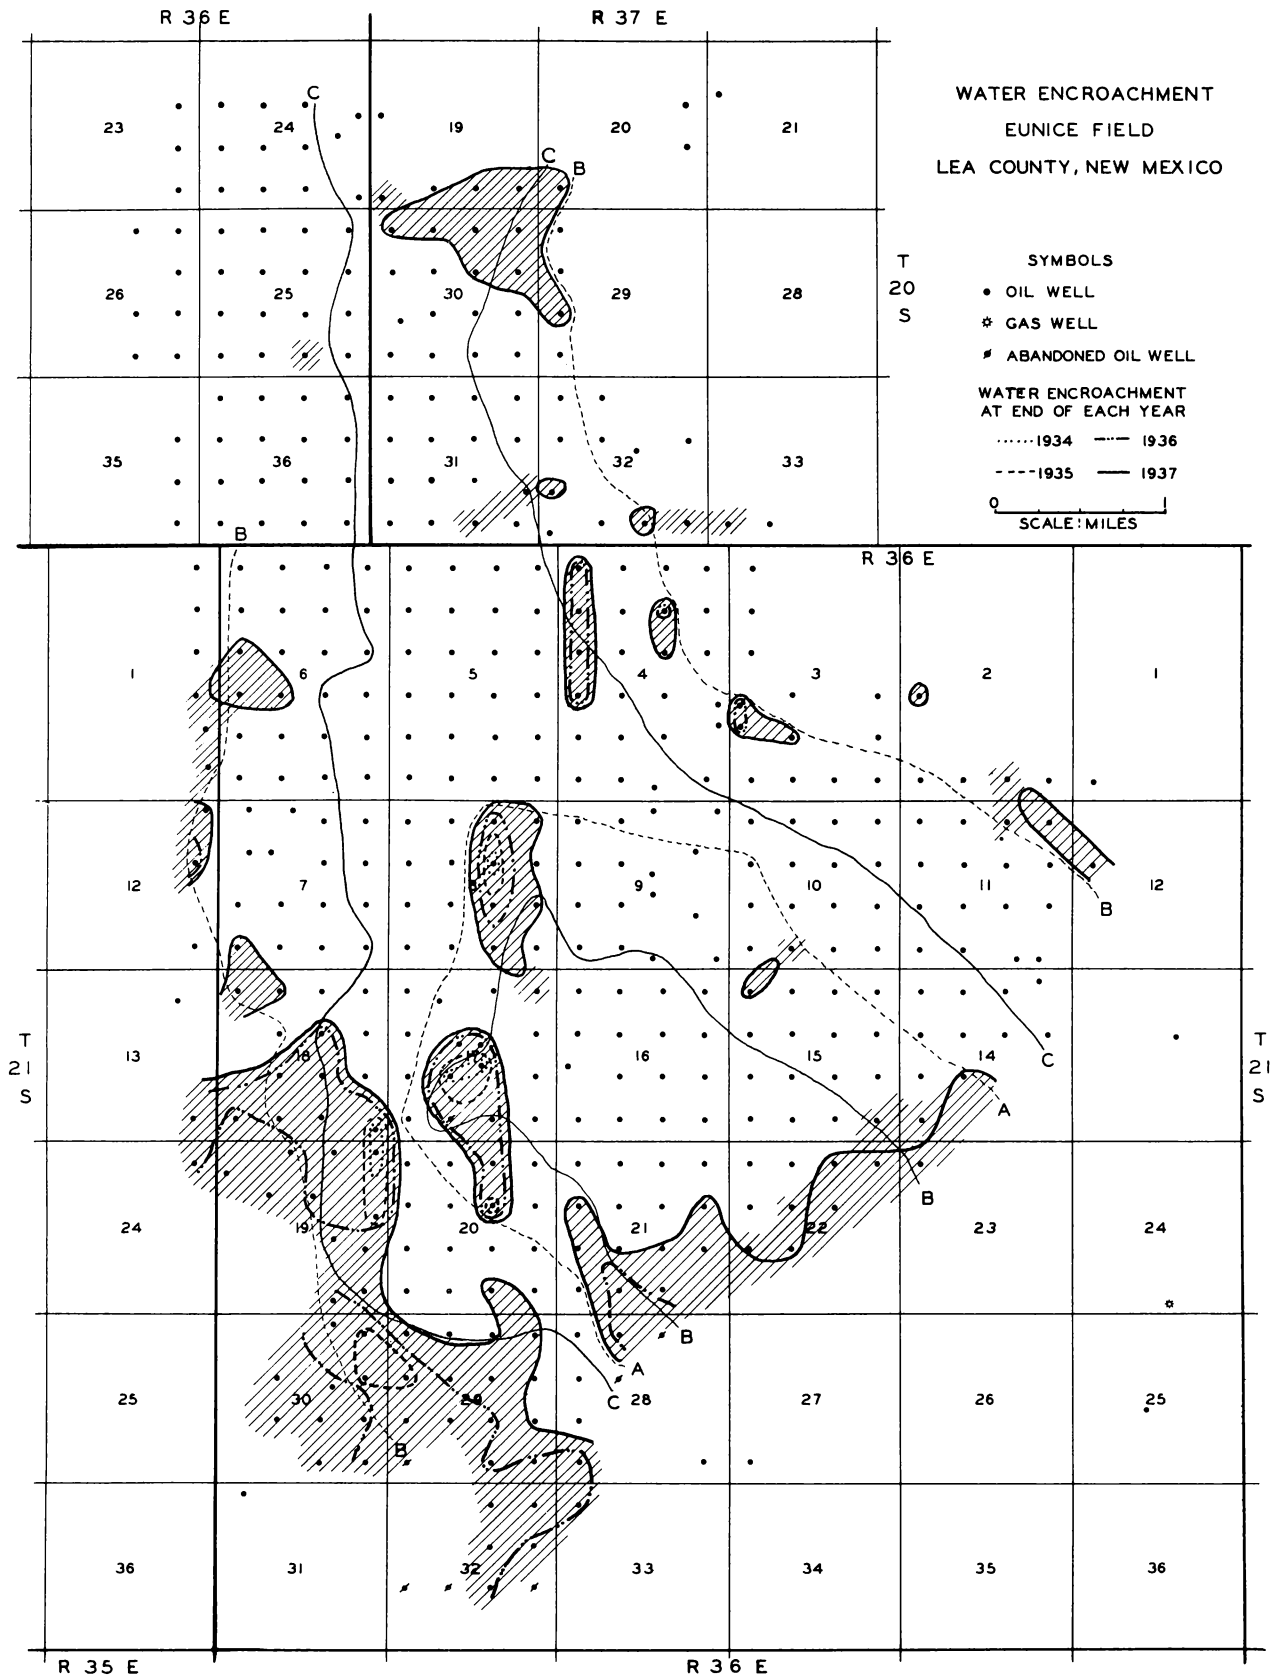 R 36 E
R 37 E
WATER ENCROACHMENT
EUNICE FIELD
LEA COUNTY, NEW MEXICO
C
23
24
19
20
21
C
B
T
20
S
26
25
30
29
28
SYMBOLS
OIL WELL
GAS WELL
ABANDONED OIL WELL
WATER ENCROACHMENT
AT END OF EACH YEAR
1934
1936
1935
1937
0
1
SCALE: MILES
35
36
31
32
33
B
R 36 E
1
6
5
4
3
2
1
12
7
8
9
10
11
12
B
T
21
S
13
18
17
16
15
14
C
A
T
21
S
24
19
20
21
22
23
24
B
B
A
C
25
30
29
28
27
26
25
B
36
31
32
33
34
35
36
R 35 E
R 36 E